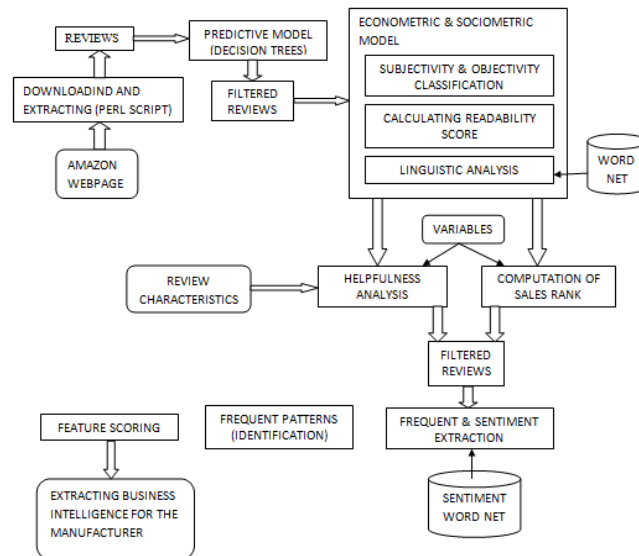 REVIEWS
PREDICTIVE MODEL
(DECISION TREES)
ECONOMETRIC & SOCIOMETRIC
MODEL
SUBJECTIVITY & OBJECTIVITY
CLASSIFICATION
DOWNLOADIND AND
EXTRACTING (PERL SCRIPT)
FILTERED
REVIEWS
CALCULATING READABILITY
SCORE
AMAZON
WEBPAGE
LINGUISTIC ANALYSIS
WORD
NET
VARIABLES
REVIEW
CHARACTERISTICS
HELPFULNESS
ANALYSIS
COMPUTATION OF
SALES RANK
FILTERED
REVIEWS
FEATURE SCORING
FREQUENT PATTERNS
(IDENTIFICATION)
FREQUENT & SENTIMENT
EXTRACTION
EXTRACTING BUSINESS
INTELLIGENCE FOR THE
MANUFACTURER
SENTIMENT
WORD NET